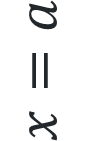 x = a